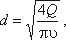 d = √(4Q/πυ) ,